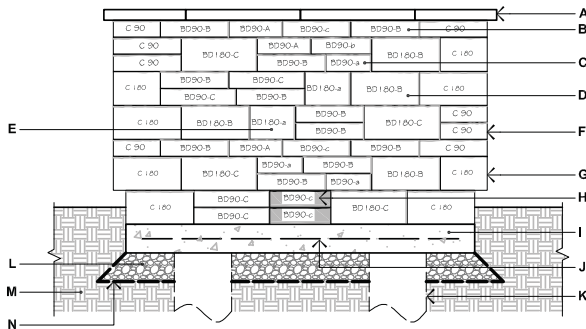 A
C 90 BD90-B BD90-A BD90-c BD90-B C 90
B
C 90 BD90-A BD90-b
BD180-C BD180-B C 180
C 90 BD90-B BD90-a
C
BD90-B BD90-C
C 180 BD180-a BD180-B C 180
BD90-C BD90-B
D
E
BD90-B C 90
C 180 BD180-B BD180-a BD180-C
BD90-B C 90
F
C 90 BD90-B BD90-A BD90-c BD90-B C 90
BD90-a BD90-B
C 180 BD180-C BD180-B C 180
BD90-B BD90-a
G
BD90-C BD90-c
H
C 180 BD180-C C 180
BD90-C BD90-c
I
L
J
M
K
N